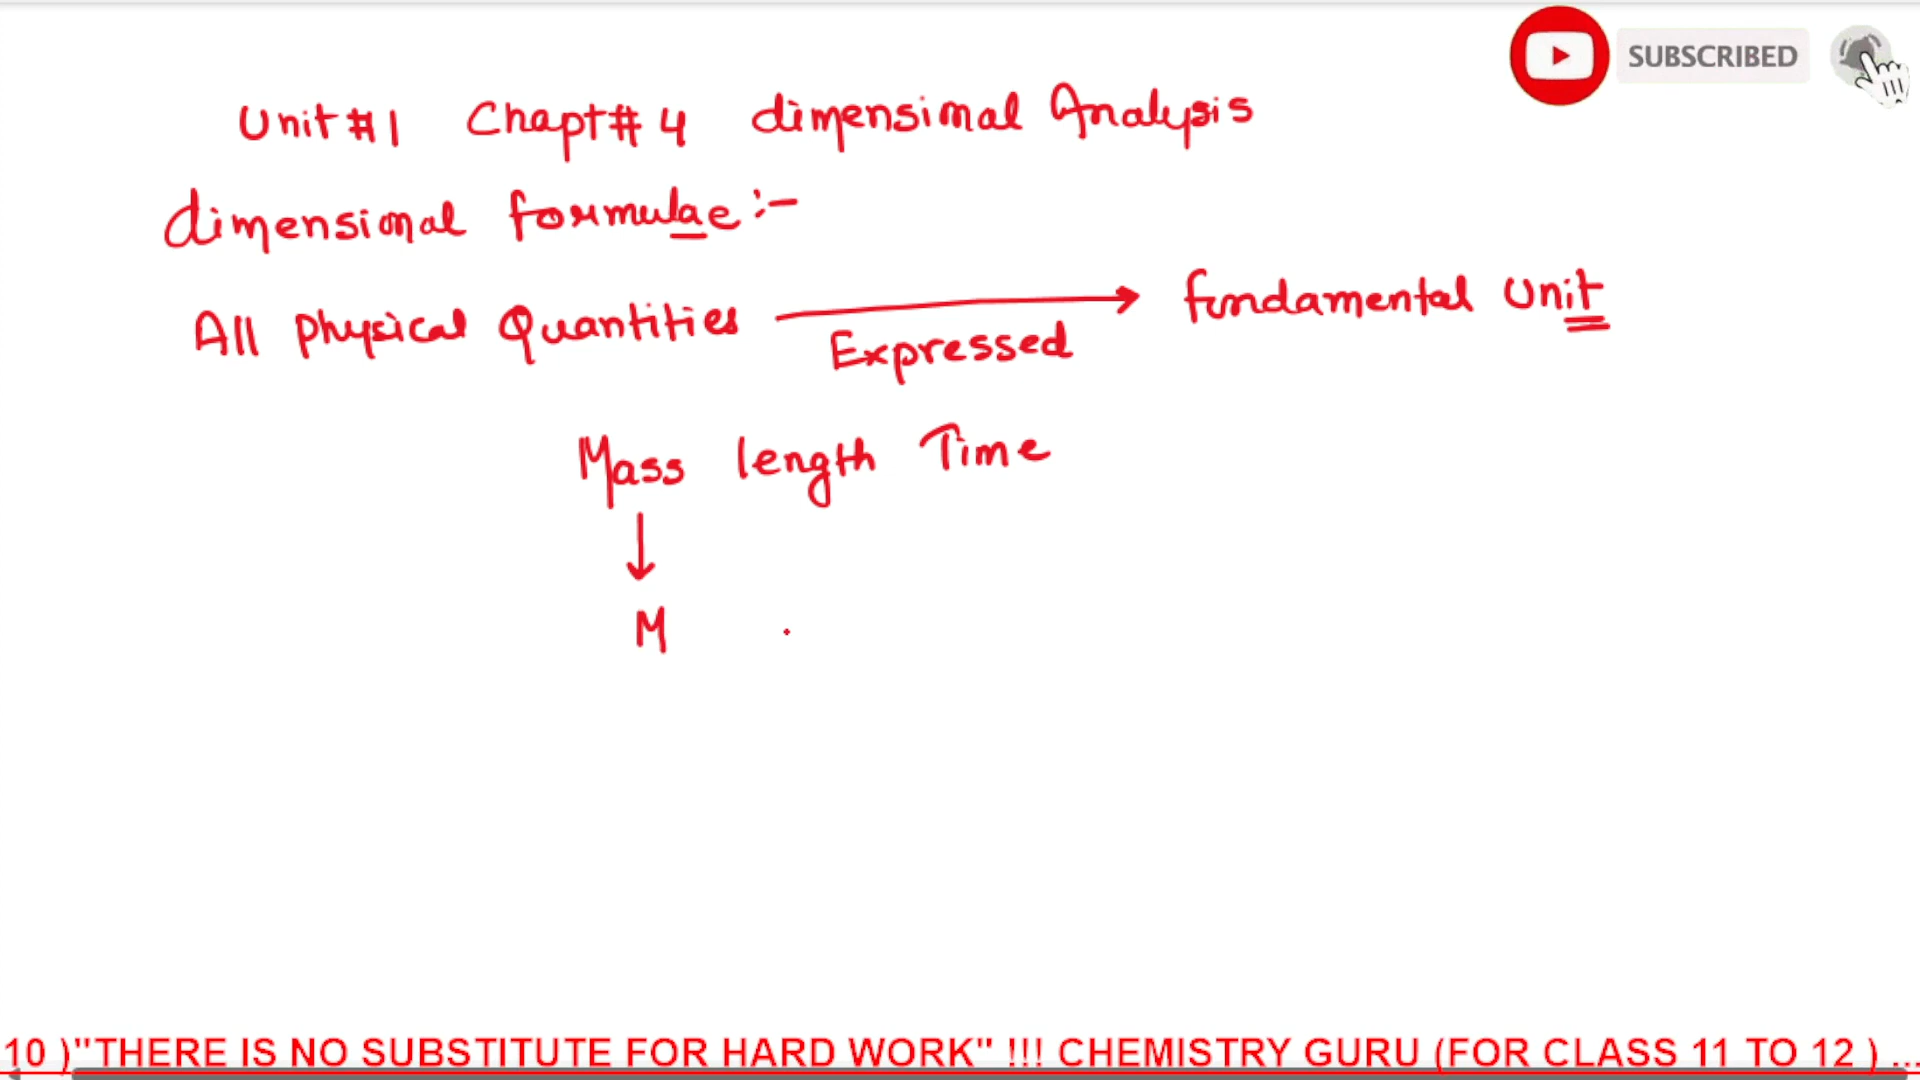 SUBSCRIBED
Unit #1 Chapt# 4 dimensimal Analysis
dimensional formulae :-
All Physical Quantities Expressed fundamental Unit
Mass length Time
M
10 )"THERE IS NO SUBSTITUTE FOR HARD WORK" !!! CHEMISTRY GURU (FOR CLASS 11 TO 12 ) ...